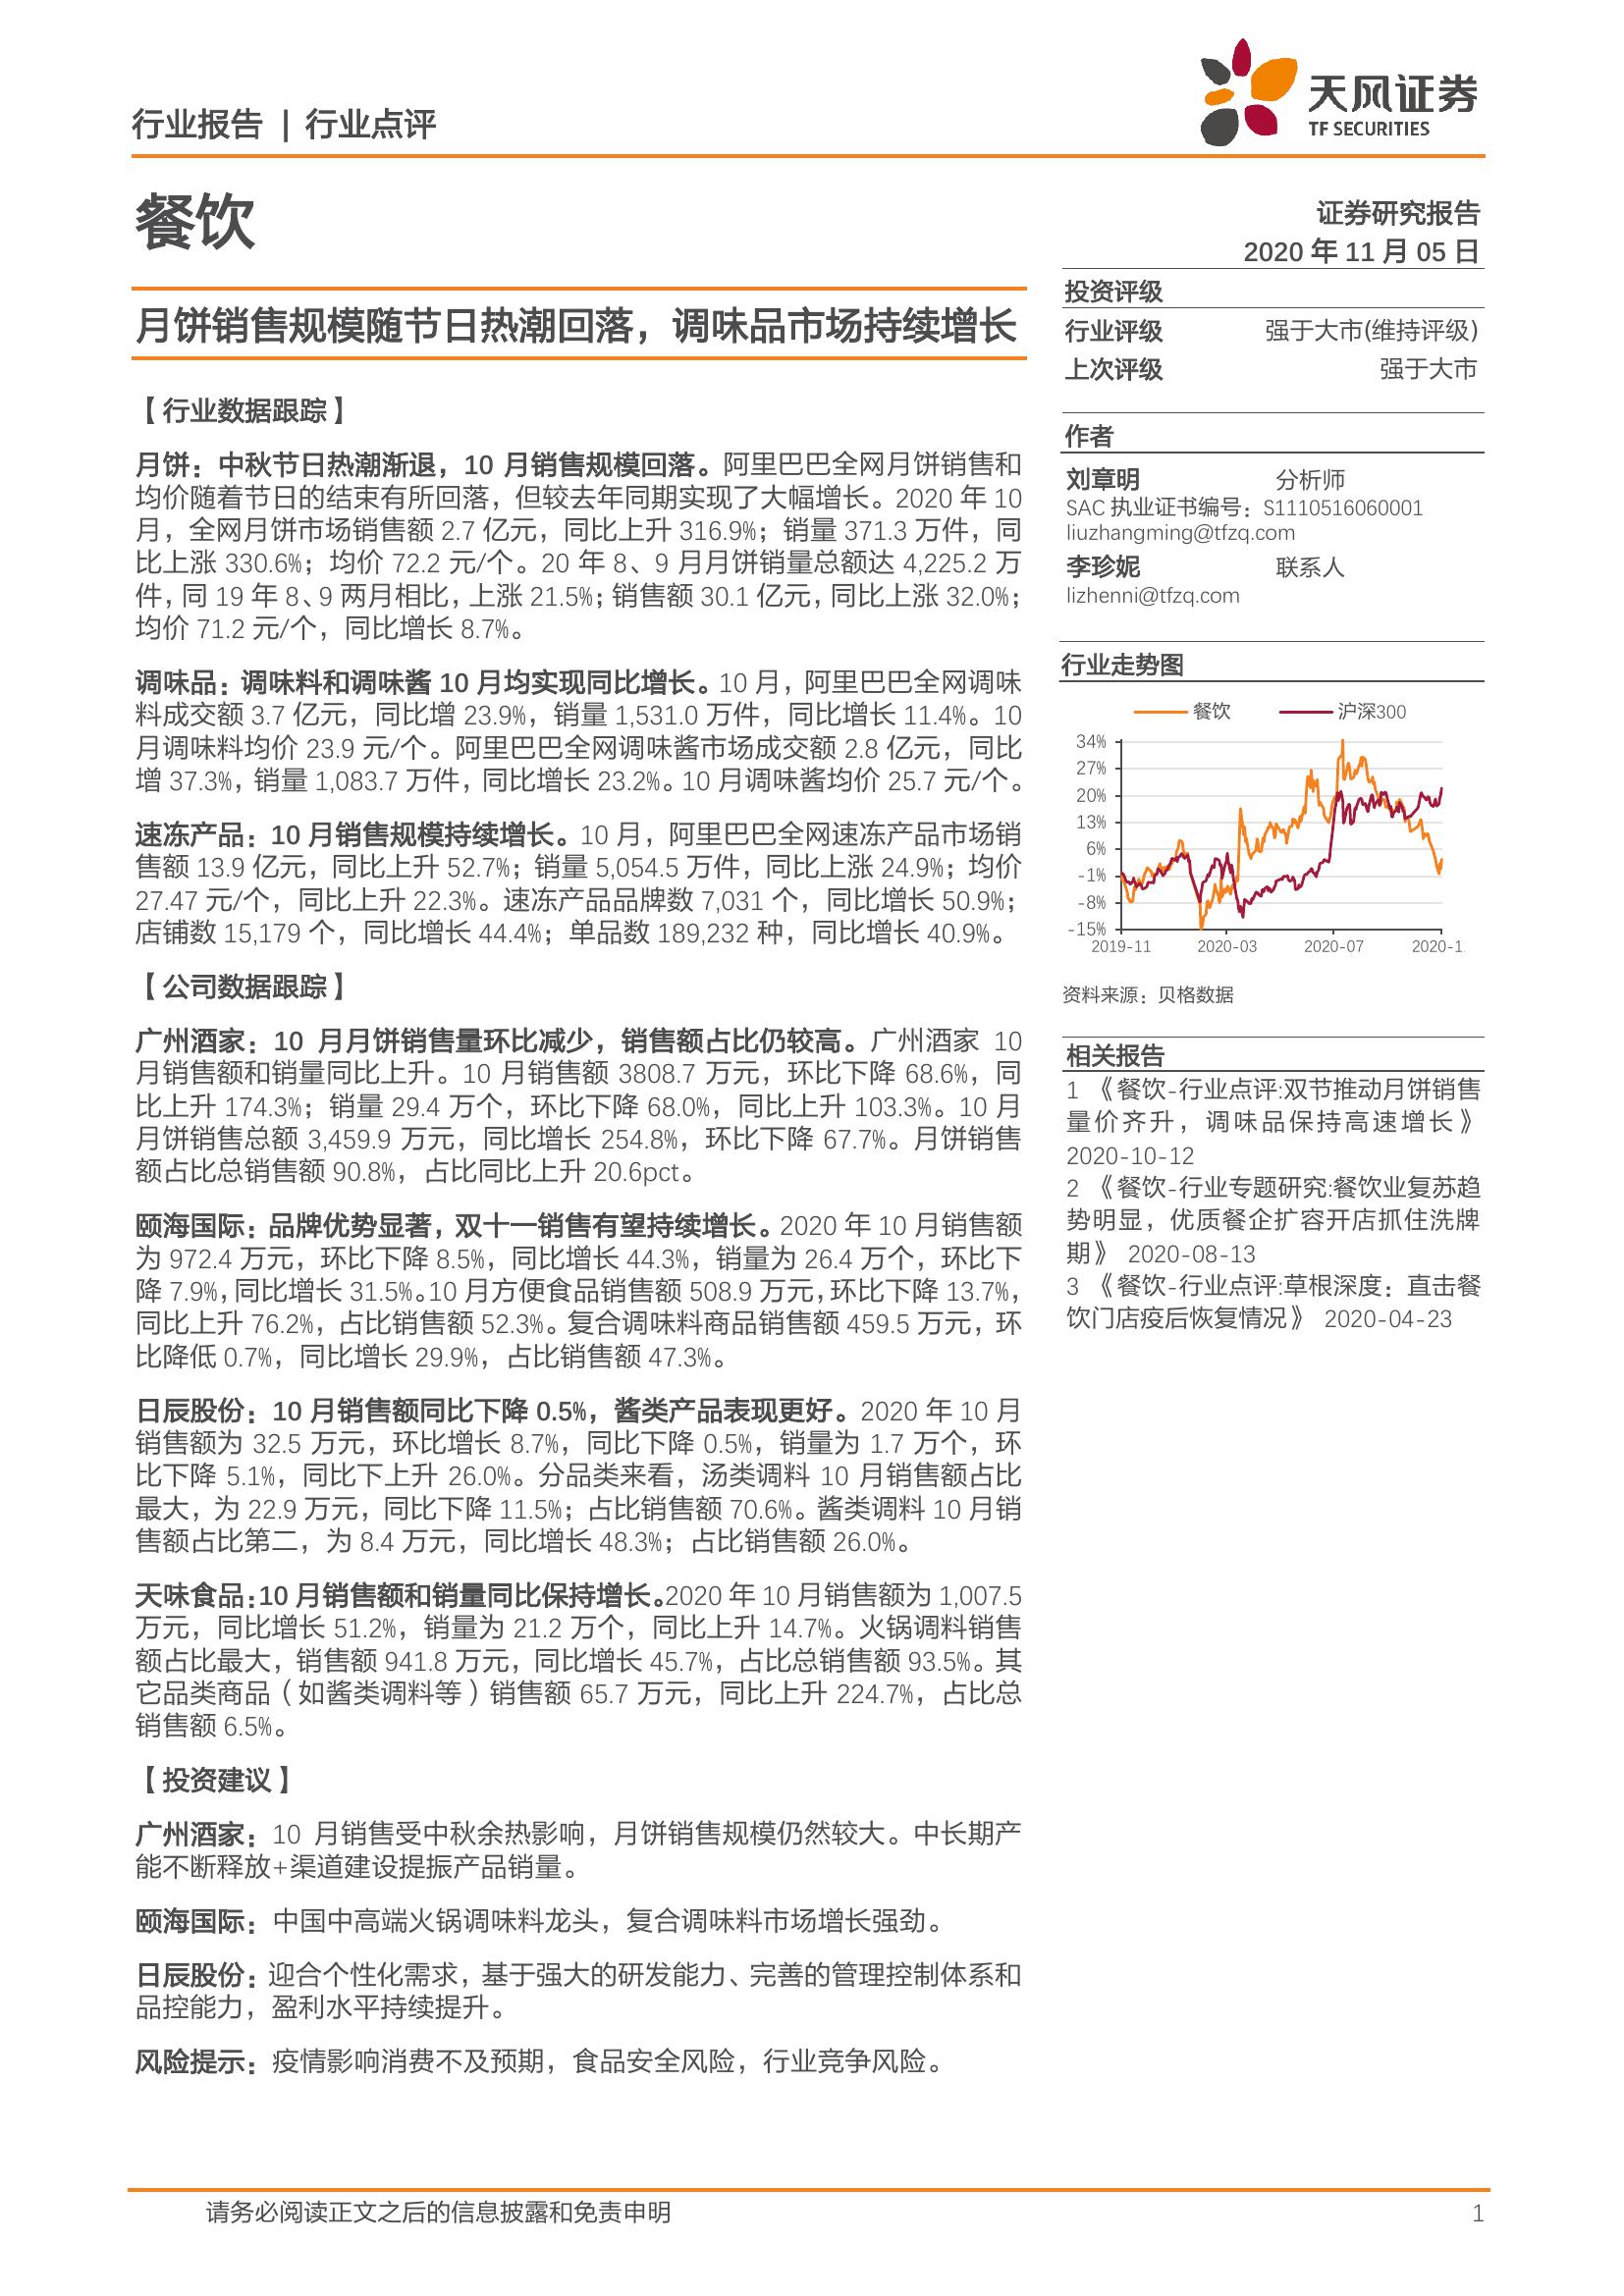 行业报告 | 行业点评
天风证券
TF SECURITIES
餐饮
证券研究报告
2020 年 11 月 05 日
月饼销售规模随节日热潮回落，调味品市场持续增长
【行业数据跟踪】
月饼：中秋节日热潮渐退，10 月销售规模回落。阿里巴巴全网月饼销售和
均价随着节日的结束有所回落，但较去年同期实现了大幅增长。2020 年 10
月，全网月饼市场销售额 2.7 亿元，同比上升 316.9%；销量 371.3 万件，同
比上涨 330.6%；均价 72.2 元/个。20 年 8、9 月月饼销量总额达 4,225.2 万
件，同 19 年 8、9 两月相比，上涨 21.5%；销售额 30.1 亿元，同比上涨 32.0%；
均价 71.2 元/个，同比增长 8.7%。
调味品：调味料和调味酱 10 月均实现同比增长。10 月，阿里巴巴全网调味
料成交额 3.7 亿元，同比增 23.9%，销量 1,531.0 万件，同比增长 11.4%。10
月调味料均价 23.9 元/个。阿里巴巴全网调味酱市场成交额 2.8 亿元，同比
增 37.3%，销量 1,083.7 万件，同比增长 23.2%。10 月调味酱均价 25.7 元/个。
速冻产品：10 月销售规模持续增长。10 月，阿里巴巴全网速冻产品市场销
售额 13.9 亿元，同比上升 52.7%；销量 5,054.5 万件，同比上涨 24.9%；均价
27.47 元/个，同比上升 22.3%。速冻产品品牌数 7,031 个，同比增长 50.9%；
店铺数 15,179 个，同比增长 44.4%；单品数 189,232 种，同比增长 40.9%。
【公司数据跟踪】
广州酒家：10 月月饼销售量环比减少，销售额占比仍较高。广州酒家 10
月销售额和销量同比上升。10 月销售额 3808.7 万元，环比下降 68.6%，同
比上升 174.3%；销量 29.4 万个，环比下降 68.0%，同比上升 103.3%。10 月
月饼销售总额 3,459.9 万元，同比增长 254.8%，环比下降 67.7%。月饼销售
额占比总销售额 90.8%，占比同比上升 20.6pct。
颐海国际：品牌优势显著，双十一销售有望持续增长。2020 年 10 月销售额
为 972.4 万元，环比下降 8.5%，同比增长 44.3%，销量为 26.4 万个，环比下
降 7.9%，同比增长 31.5%。10 月方便食品销售额 508.9 万元，环比下降 13.7%，
同比上升 76.2%，占比销售额 52.3%。复合调味料商品销售额 459.5 万元，环
比降低 0.7%，同比增长 29.9%，占比销售额 47.3%。
日辰股份：10 月销售额同比下降 0.5%，酱类产品表现更好。2020 年 10 月
销售额为 32.5 万元，环比增长 8.7%，同比下降 0.5%，销量为 1.7 万个，环
比下降 5.1%，同比下上升 26.0%。分品类来看，汤类调料 10 月销售额占比
最大，为 22.9 万元，同比下降 11.5%；占比销售额 70.6%。酱类调料 10 月销
售额占比第二，为 8.4 万元，同比增长 48.3%；占比销售额 26.0%。
天味食品：10 月销售额和销量同比保持增长。2020 年 10 月销售额为 1,007.5
万元，同比增长 51.2%，销量为 21.2 万个，同比上升 14.7%。火锅调料销售
额占比最大，销售额 941.8 万元，同比增长 45.7%，占比总销售额 93.5%。其
它品类商品（如酱类调料等）销售额 65.7 万元，同比上升 224.7%，占比总
销售额 6.5%。
【投资建议】
广州酒家：10 月销售受中秋余热影响，月饼销售规模仍然较大。中长期产
能不断释放+渠道建设提振产品销量。
颐海国际：中国中高端火锅调味料龙头，复合调味料市场增长强劲。
日辰股份：迎合个性化需求，基于强大的研发能力、完善的管理控制体系和
品控能力，盈利水平持续提升。
风险提示：疫情影响消费不及预期，食品安全风险，行业竞争风险。
投资评级
行业评级 强于大市(维持评级)
上次评级 强于大市
作者
刘章明 分析师
SAC 执业证书编号：S1110516060001
liuzhangming@tfzq.com
李珍妮 联系人
lizhenni@tfzq.com
行业走势图
餐饮 沪深300
34%
27%
20%
13%
6%
-1%
-8%
-15%
2019-11 2020-03 2020-07 2020-1
资料来源：贝格数据
相关报告
1 《餐饮-行业点评:双节推动月饼销售
量价齐升，调味品保持高速增长》
2020-10-12
2 《餐饮-行业专题研究:餐饮业复苏趋
势明显，优质餐企扩容开店抓住洗牌
期》 2020-08-13
3 《餐饮-行业点评:草根深度：直击餐
饮门店疫后恢复情况》 2020-04-23
请务必阅读正文之后的信息披露和免责申明 1